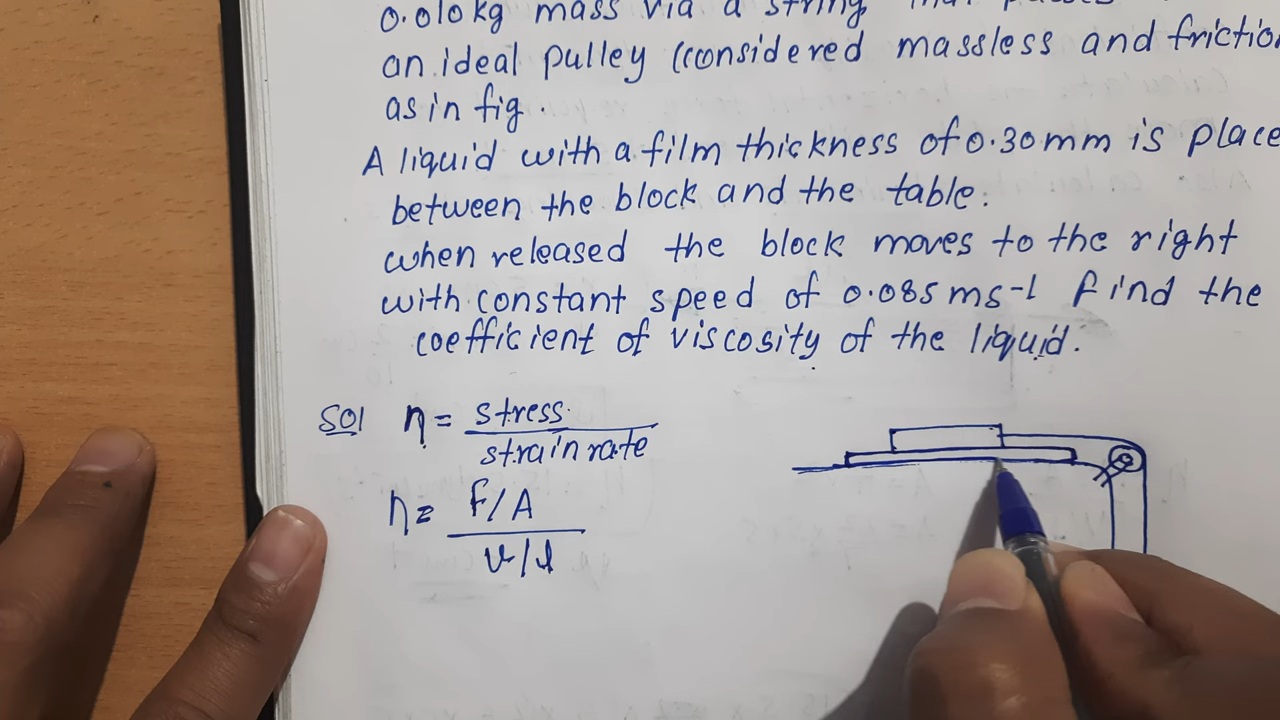 0.010kg mass via a string that passes
an ideal pulley (considered massless and frictio
as in fig.
A liquid with a film thickness of 0.30mm is place
between the block and the table.
when released the block moves to the right
with constant speed of 0.085 ms-1 find the
coefficient of viscosity of the liquid.
Sol η = stress
strain rate
η = F/A
v/l